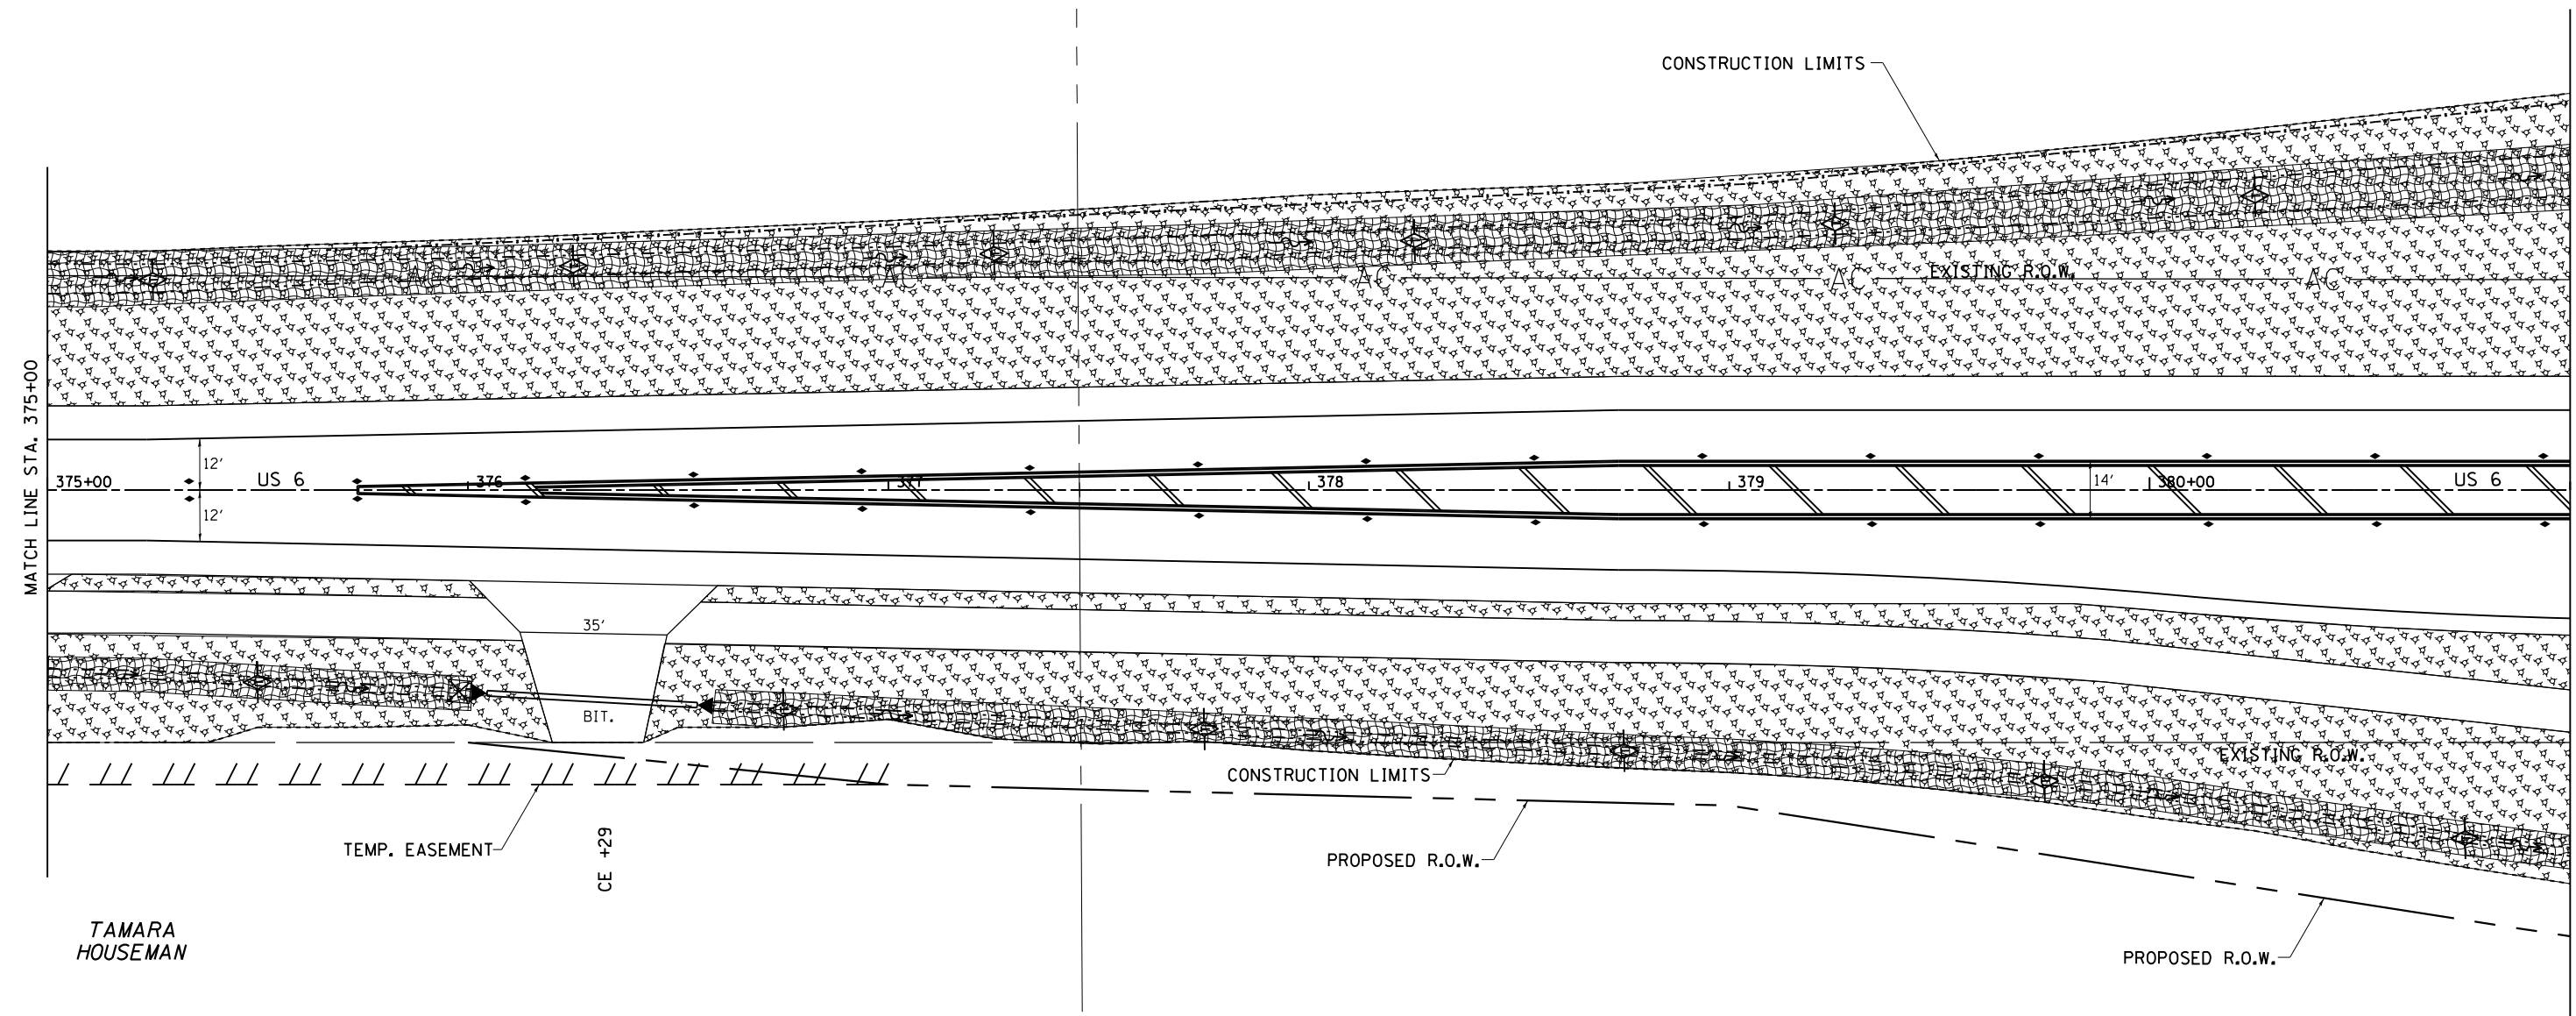 CONSTRUCTION LIMITS
AC
AC
AC
AC
EXISTING R.O.W.
AC
MATCH LINE STA. 375+00
375+00
12'
12'
US 6
376
377
378
379
14'
380+00
US 6
35'
BIT.
EXISTING R.O.W.
CONSTRUCTION LIMITS
TEMP. EASEMENT
CE +29
PROPOSED R.O.W.
TAMARA
HOUSEMAN
PROPOSED R.O.W.